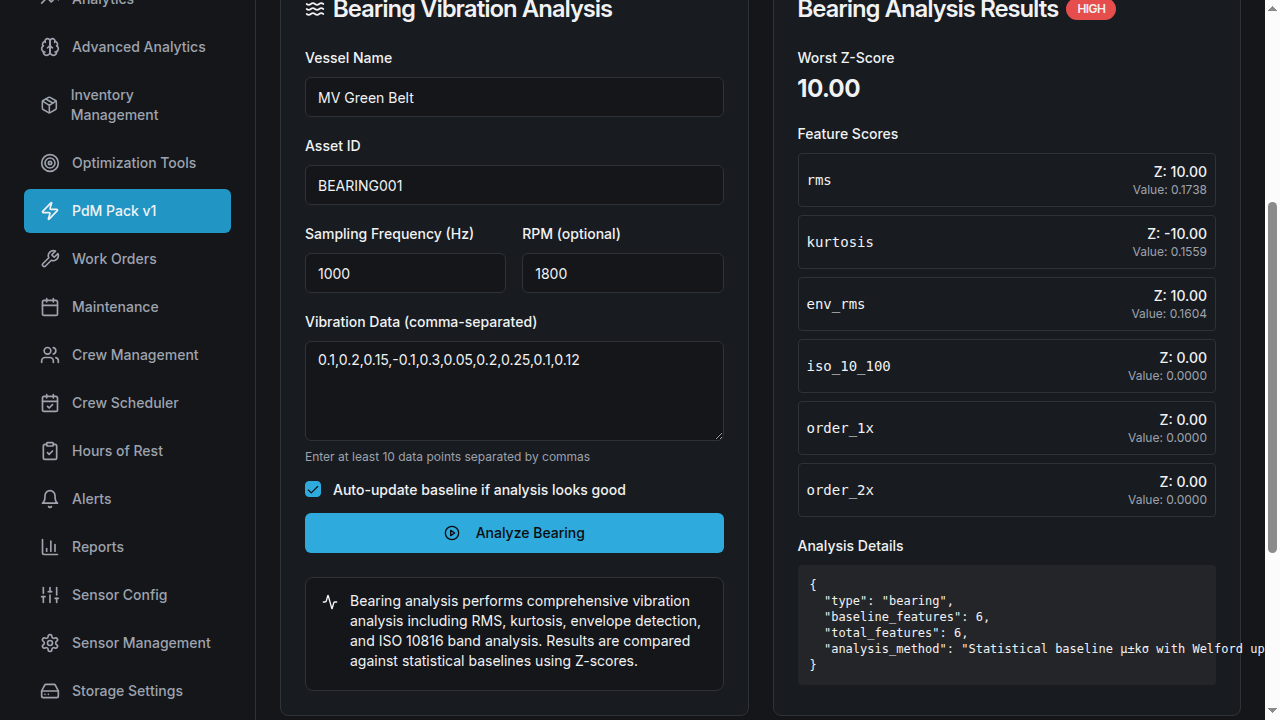 Analytics
Advanced Analytics
Inventory
Management
Optimization Tools
PdM Pack v1
Work Orders
Maintenance
Crew Management
Crew Scheduler
Hours of Rest
Alerts
Reports
Sensor Config
Sensor Management
Storage Settings
Bearing Vibration Analysis
Vessel Name
MV Green Belt
Asset ID
BEARING001
Sampling Frequency (Hz)
RPM (optional)
1000
1800
Vibration Data (comma-separated)
0.1,0.2,0.15,-0.1,0.3,0.05,0.2,0.25,0.1,0.12
Enter at least 10 data points separated by commas
Auto-update baseline if analysis looks good
Analyze Bearing
Bearing analysis performs comprehensive vibration
analysis including RMS, kurtosis, envelope detection,
and ISO 10816 band analysis. Results are compared
against statistical baselines using Z-scores.
Bearing Analysis Results HIGH
Worst Z-Score
10.00
Feature Scores
rms
Z: 10.00
Value: 0.1738
kurtosis
Z: -10.00
Value: 0.1559
env_rms
Z: 10.00
Value: 0.1604
iso_10_100
Z: 0.00
Value: 0.0000
order_1x
Z: 0.00
Value: 0.0000
order_2x
Z: 0.00
Value: 0.0000
Analysis Details
{
"type": "bearing",
"baseline_features": 6,
"total_features": 6,
"analysis_method": "Statistical baseline μ±kσ with Welford up
}